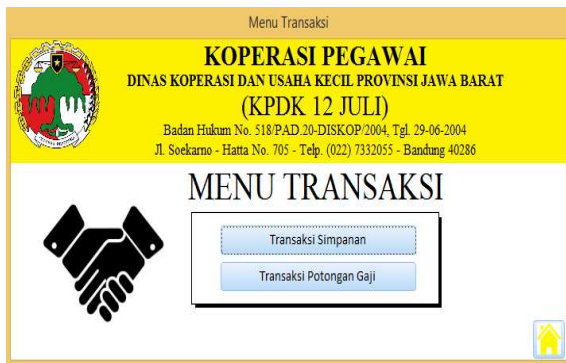 Menu Transaksi
KOPERASI PEGAWAI
DINAS KOPERASI DAN USAHA KECIL PROVINSI JAWA BARAT
(KPDK 12 JULI)
Badan Hukum No. 518/PAD.20-DISKOP/2004, Tgl. 29-06-2004
Jl. Soekarno - Hatta No. 705 - Telp. (022) 7332055 - Bandung 40286
MENU TRANSAKSI
Transaksi Simpanan
Transaksi Potongan Gaji